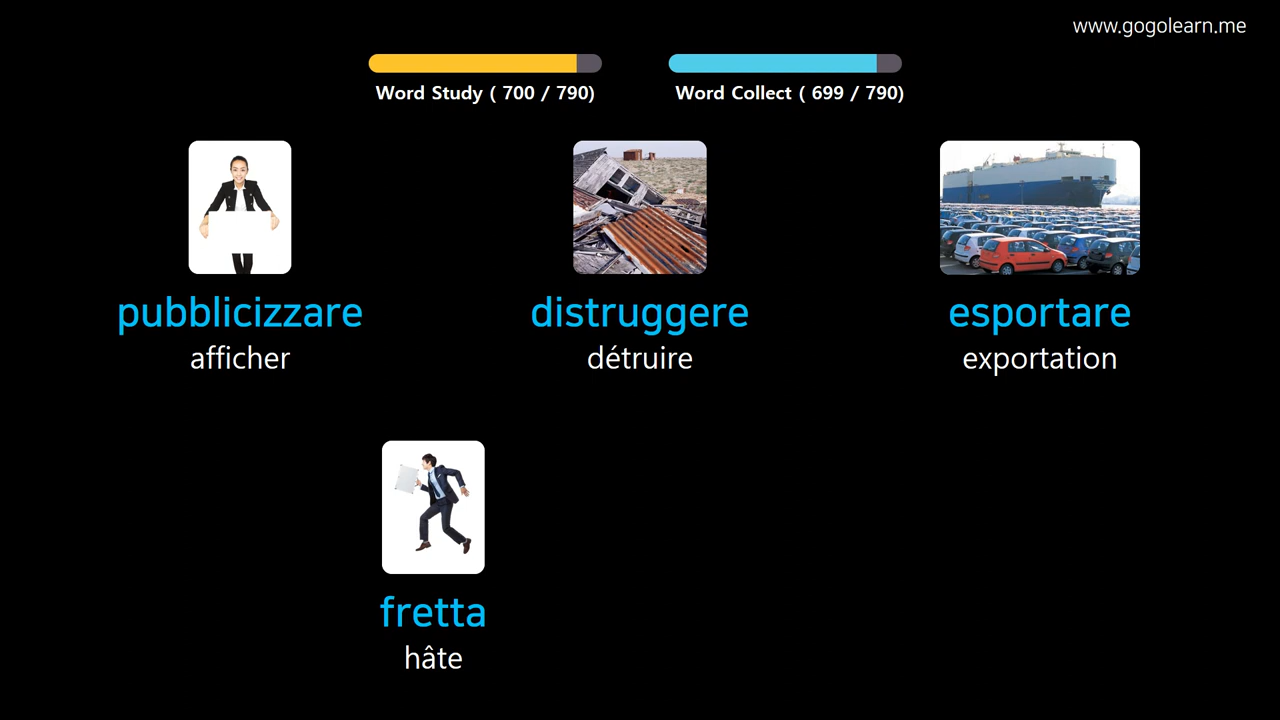 www.gogolearn.me
Word Study ( 700 / 790)
Word Collect ( 699 / 790)
pubblicizzare
afficher
distruggere
détruire
esportare
exportation
fretta
hâte